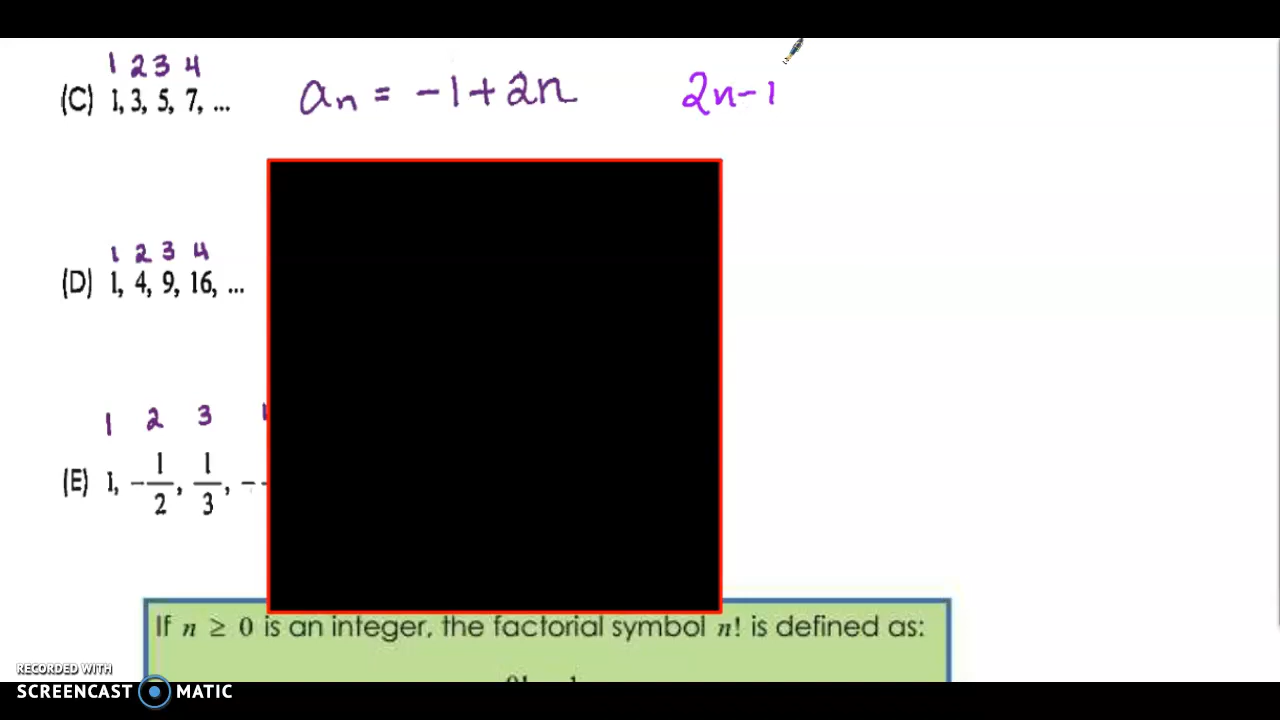 1 2 3 4
(C) 1, 3, 5, 7, ... aₙ = -1+2n 2n-1
1 2 3 4
(D) 1, 4, 9, 16, ...
1 2 3
(E) 1, -1/2, 1/3, -
If n ≥ 0 is an integer, the factorial symbol n! is defined as:
RECORDED WITH
SCREENCAST MATIC